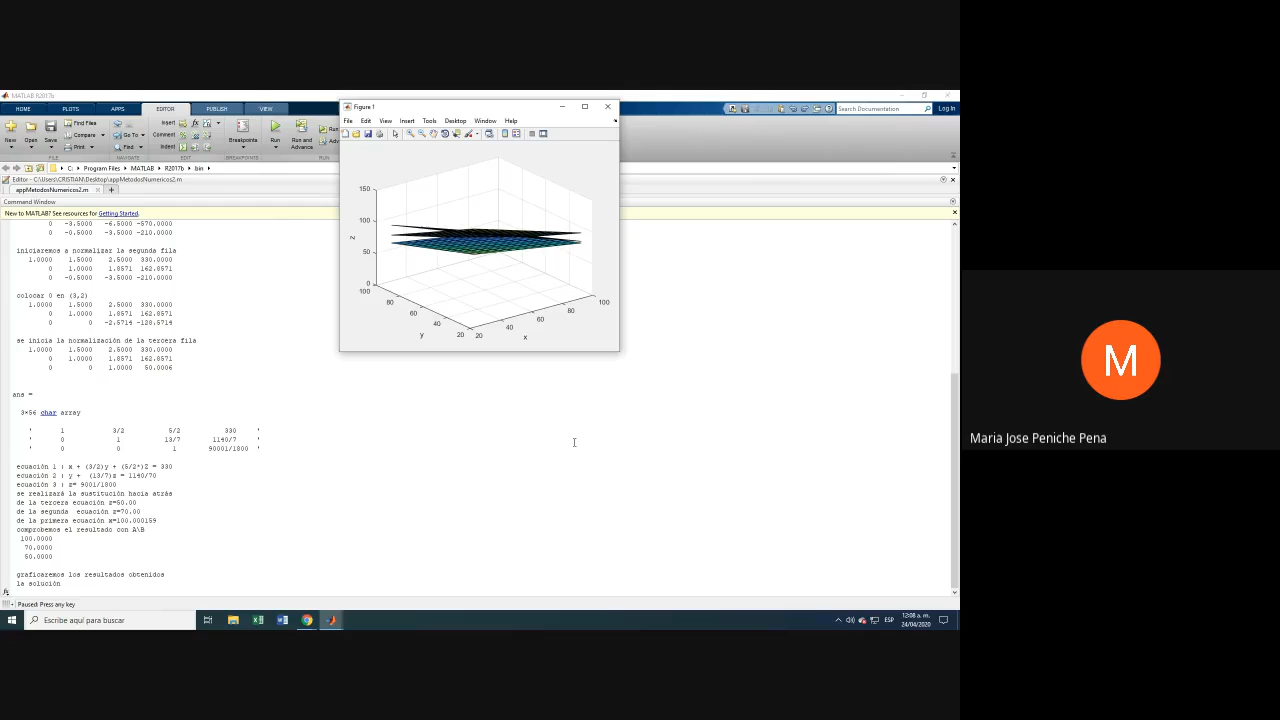 MATLAB R2017b
HOME PLOTS APPS EDITOR PUBLISH VIEW
Search Documentation Log In
New Open Save Find Files Compare Print Go To Find Insert Comment Indent Breakpoints Run Run and Advance
FILE NAVIGATE EDIT BREAKPOINTS RUN
C: Program Files MATLAB R2017b bin
Editor - C:\Users\CRISTIAN\Desktop\appMetodosNumericos2.m
appMetodosNumericos2.m
Command Window
New to MATLAB? See resources for Getting Started.
0 -3.5000 -6.5000 -570.0000
0 -0.5000 -3.5000 -210.0000
iniciaremos a normalizar la segunda fila
1.0000 1.5000 2.5000 330.0000
0 1.0000 1.8571 162.8571
0 -0.5000 -3.5000 -210.0000
colocar 0 en (3,2)
1.0000 1.5000 2.5000 330.0000
0 1.0000 1.8571 162.8571
0 0 -2.5714 -128.5714
se inicia la normalización de la tercera fila
1.0000 1.5000 2.5000 330.0000
0 1.0000 1.8571 162.8571
0 0 1.0000 50.0006
ans =
3×56 char array
' 1 3/2 5/2 330 '
' 0 1 13/7 1140/7 '
' 0 0 1 90001/1800 '
ecuación 1 : x + (3/2)y + (5/2*)Z = 330
ecuación 2 : y + (13/7)z = 1140/70
ecuación 3 : z= 9001/1800
se realizará la sustitución hacia atrás
de la tercera ecuación z=50.00
de la segunda ecuación z=70.00
de la primera ecuación x=100.000159
comprobemos el resultado con A\B
100.0000
70.0000
50.0000
graficaremos los resultados obtenidos
la solución
Paused: Press any key
Figure 1
File Edit View Insert Tools Desktop Window Help
150
100
50
0
z
100 80 60 40 20
y
20 40 60 80 100
x
M
Maria Jose Peniche Pena
Escribe aquí para buscar
ESP
12:08 a. m.
24/04/2020